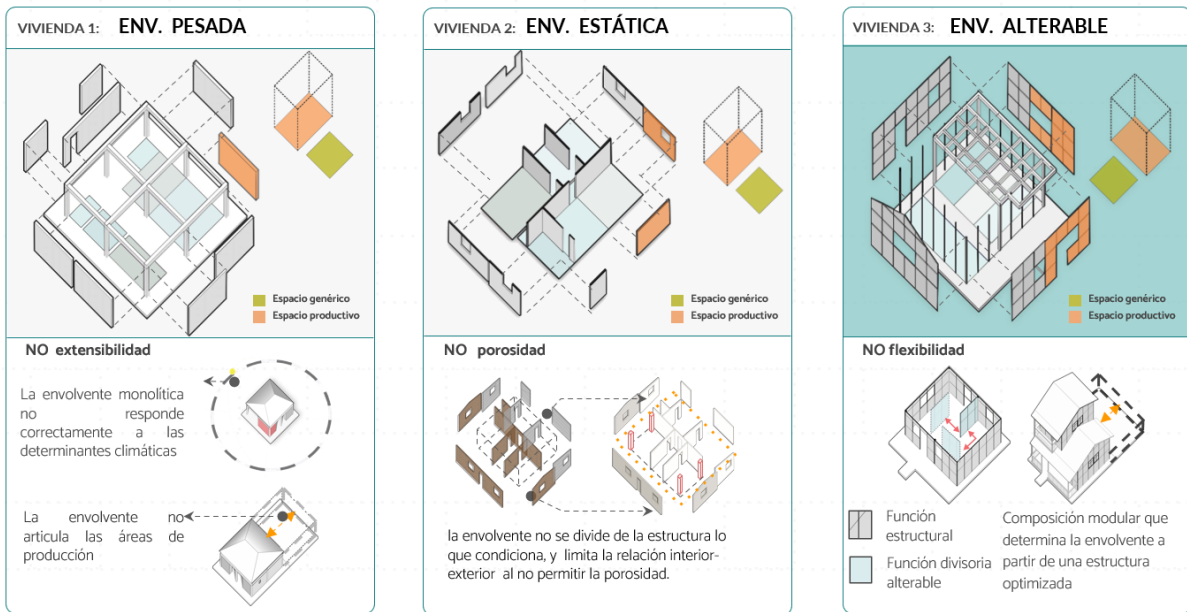 VIVIENDA 1: ENV. PESADA
Espacio genérico
Espacio productivo
NO extensibilidad
La envolvente monolítica
no responde
correctamente a las
determinantes climáticas
La envolvente no
articula las áreas de
producción
VIVIENDA 2: ENV. ESTÁTICA
Espacio genérico
Espacio productivo
NO porosidad
la envolvente no se divide de la estructura lo
que condiciona, y limita la relación interior-
exterior al no permitir la porosidad.
VIVIENDA 3: ENV. ALTERABLE
Espacio genérico
Espacio productivo
NO flexibilidad
Función
estructural
Función divisoria
alterable
Composición modular que
determina la envolvente a
partir de una estructura
optimizada